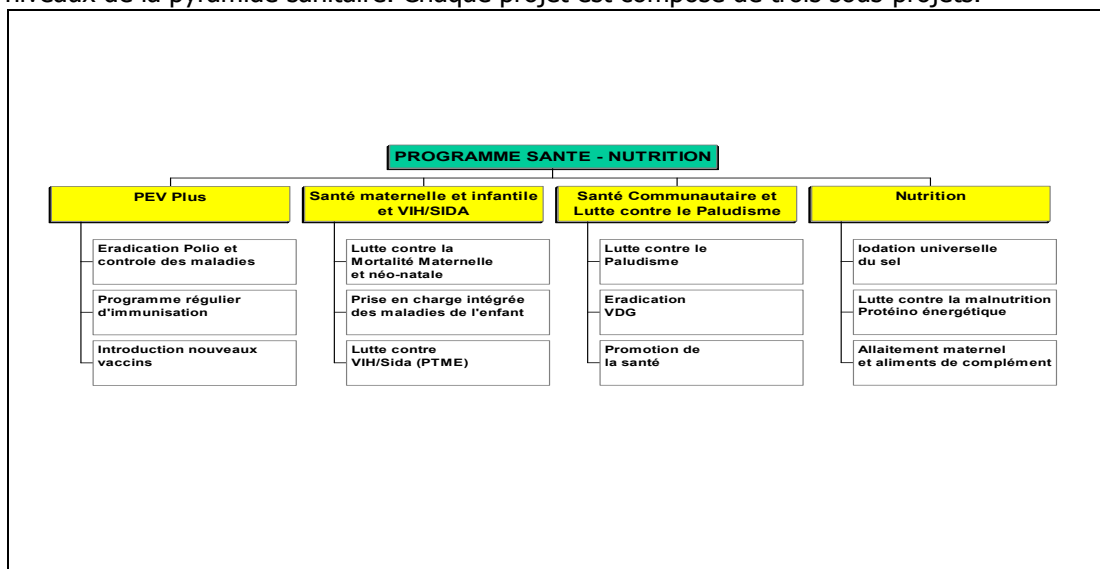 niveaux de la pyramide sanitaire. Chaque projet est composé de trois sous-projets.
PROGRAMME SANTE - NUTRITION
PEV Plus
Eradication Polio et
controle des maladies
Programme régulier
d'immunisation
Introduction nouveaux
vaccins
Santé maternelle et infantile
et VIH/SIDA
Lutte contre la
Mortalité Maternelle
et néo-natale
Prise en charge intégrée
des maladies de l'enfant
Lutte contre
VIH/Sida (PTME)
Santé Communautaire et
Lutte contre le Paludisme
Lutte contre le
Paludisme
Eradication
VDG
Promotion de
la santé
Nutrition
Iodation universelle
du sel
Lutte contre la malnutrition
Protéino énergétique
Allaitement maternel
et aliments de complément